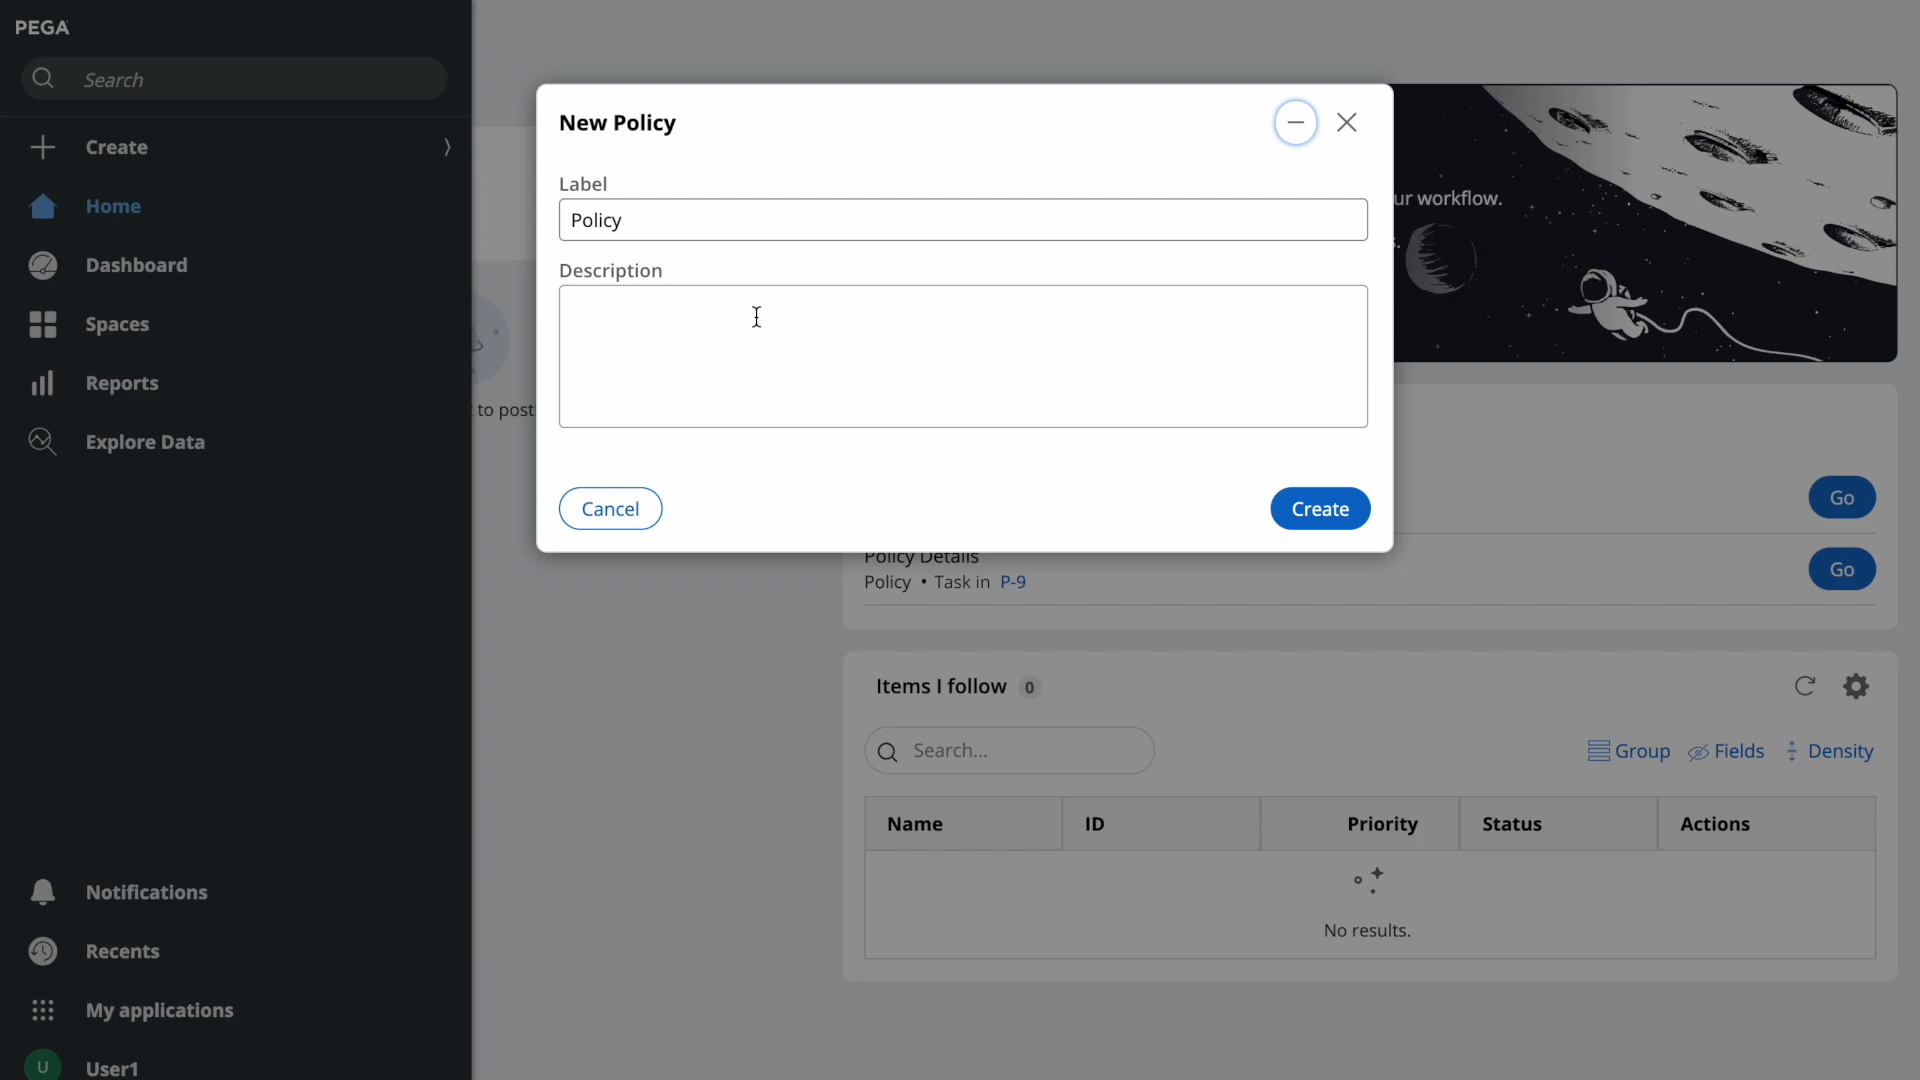 PEGA
Search
Create
Home
Dashboard
Spaces
Reports
Explore Data
Notifications
Recents
My applications
U
User1
New Policy
Label
Policy
Description
Cancel
Create
ur workflow.
to post!
Go
Policy Details
Policy • Task in P-9
Go
Items I follow 0
Search...
Group Fields Density
Name ID Priority Status Actions
No results.